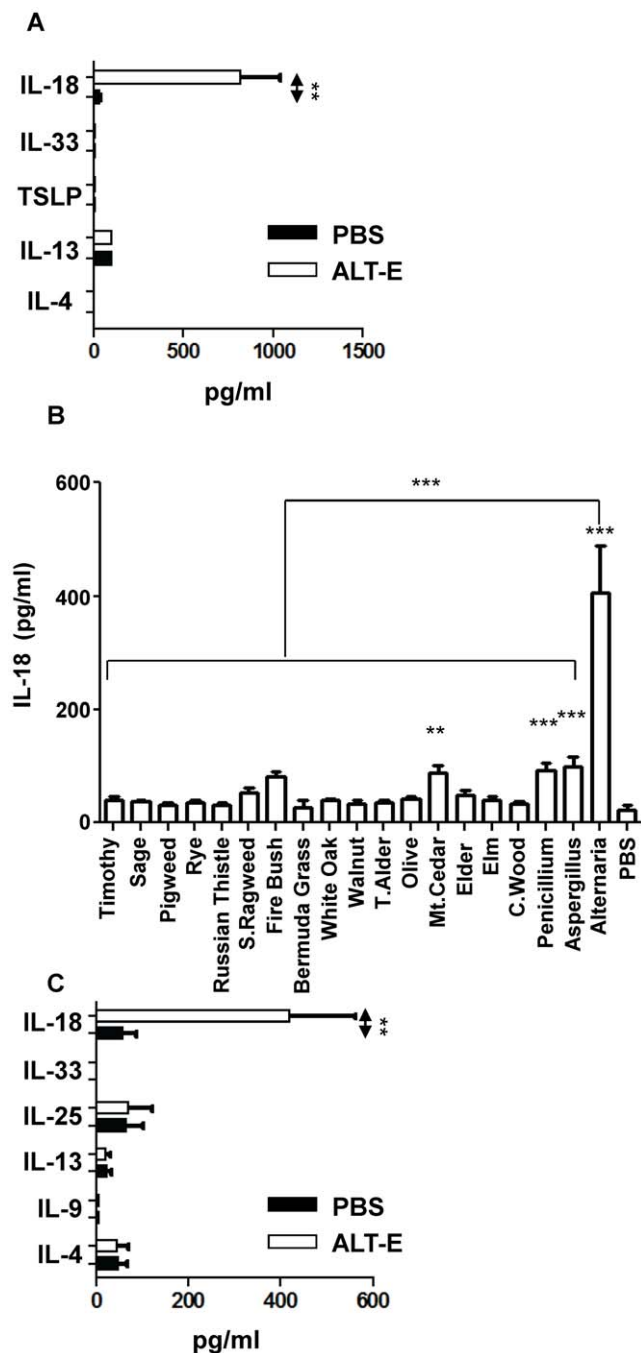 A
IL-18
**
IL-33
TSLP
IL-13
PBS
ALT-E
IL-4
0 500 1000 1500
pg/ml
B
600
***
***
400
IL-18 (pg/ml)
200
** *** ***
0
Timothy
Sage
Pigweed
Rye
Russian Thistle
S.Ragweed
Fire Bush
Bermuda Grass
White Oak
Walnut
T.Alder
Olive
Mt.Cedar
Elder
Elm
C.Wood
Penicillium
Aspergillus
Alternaria
PBS
C
IL-18
**
IL-33
IL-25
IL-13
IL-9
PBS
ALT-E
IL-4
0 200 400 600
pg/ml